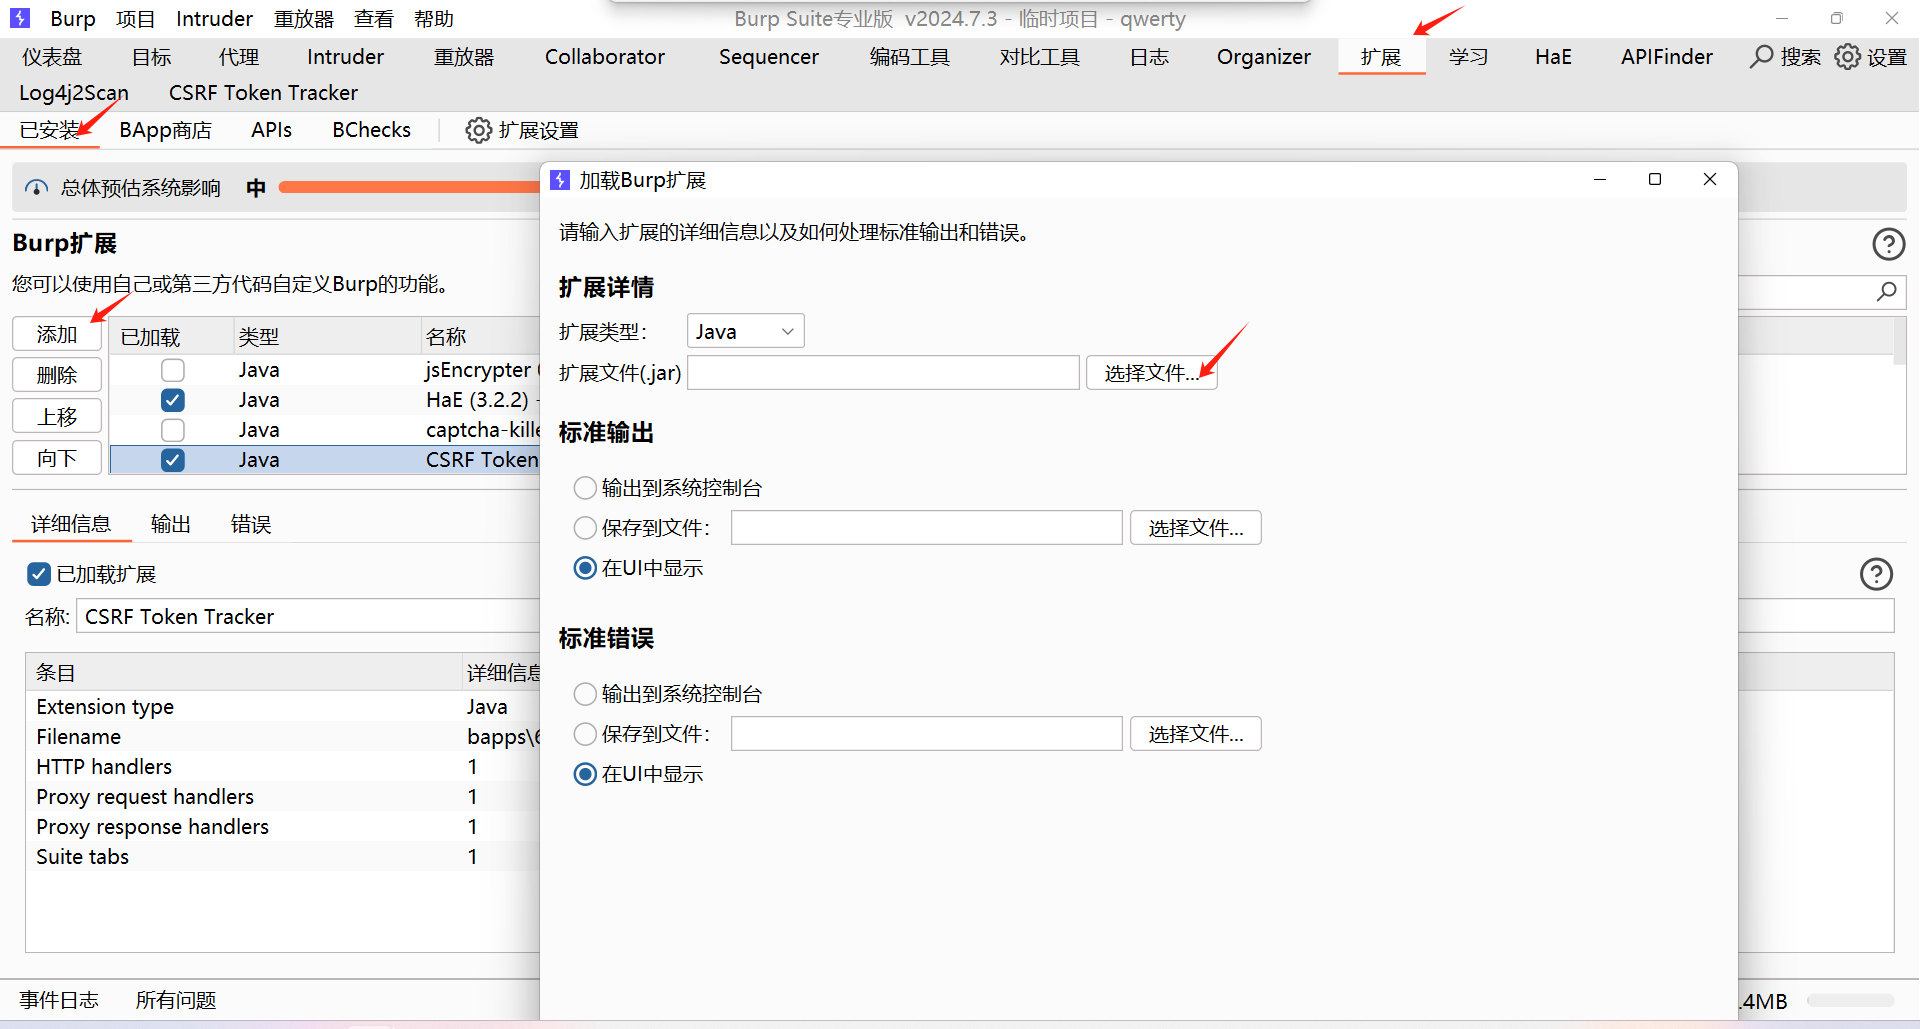 Burp 项目 Intruder 重放器 查看 帮助 Burp Suite专业版 v2024.7.3 - 临时项目 - qwerty
仪表盘 目标 代理 Intruder 重放器 Collaborator Sequencer 编码工具 对比工具 日志 Organizer 扩展 学习 HaE APIFinder 搜索 设置
Log4j2Scan CSRF Token Tracker
已安装 BApp商店 APIs BChecks 扩展设置
总体预估系统影响 中
Burp扩展
您可以使用自己或第三方代码自定义Burp的功能。
添加
删除
上移
向下
已加载 类型 名称
Java jsEncrypter
Java HaE (3.2.2) -
Java captcha-kille
Java CSRF Token
详细信息 输出 错误
已加载扩展
名称: CSRF Token Tracker
条目 详细信息
Extension type Java
Filename bapps\6
HTTP handlers 1
Proxy request handlers 1
Proxy response handlers 1
Suite tabs 1
事件日志 所有问题 .4MB
加载Burp扩展
请输入扩展的详细信息以及如何处理标准输出和错误。
扩展详情
扩展类型: Java
扩展文件(.jar) 选择文件...
标准输出
输出到系统控制台
保存到文件: 选择文件...
在UI中显示
标准错误
输出到系统控制台
保存到文件: 选择文件...
在UI中显示